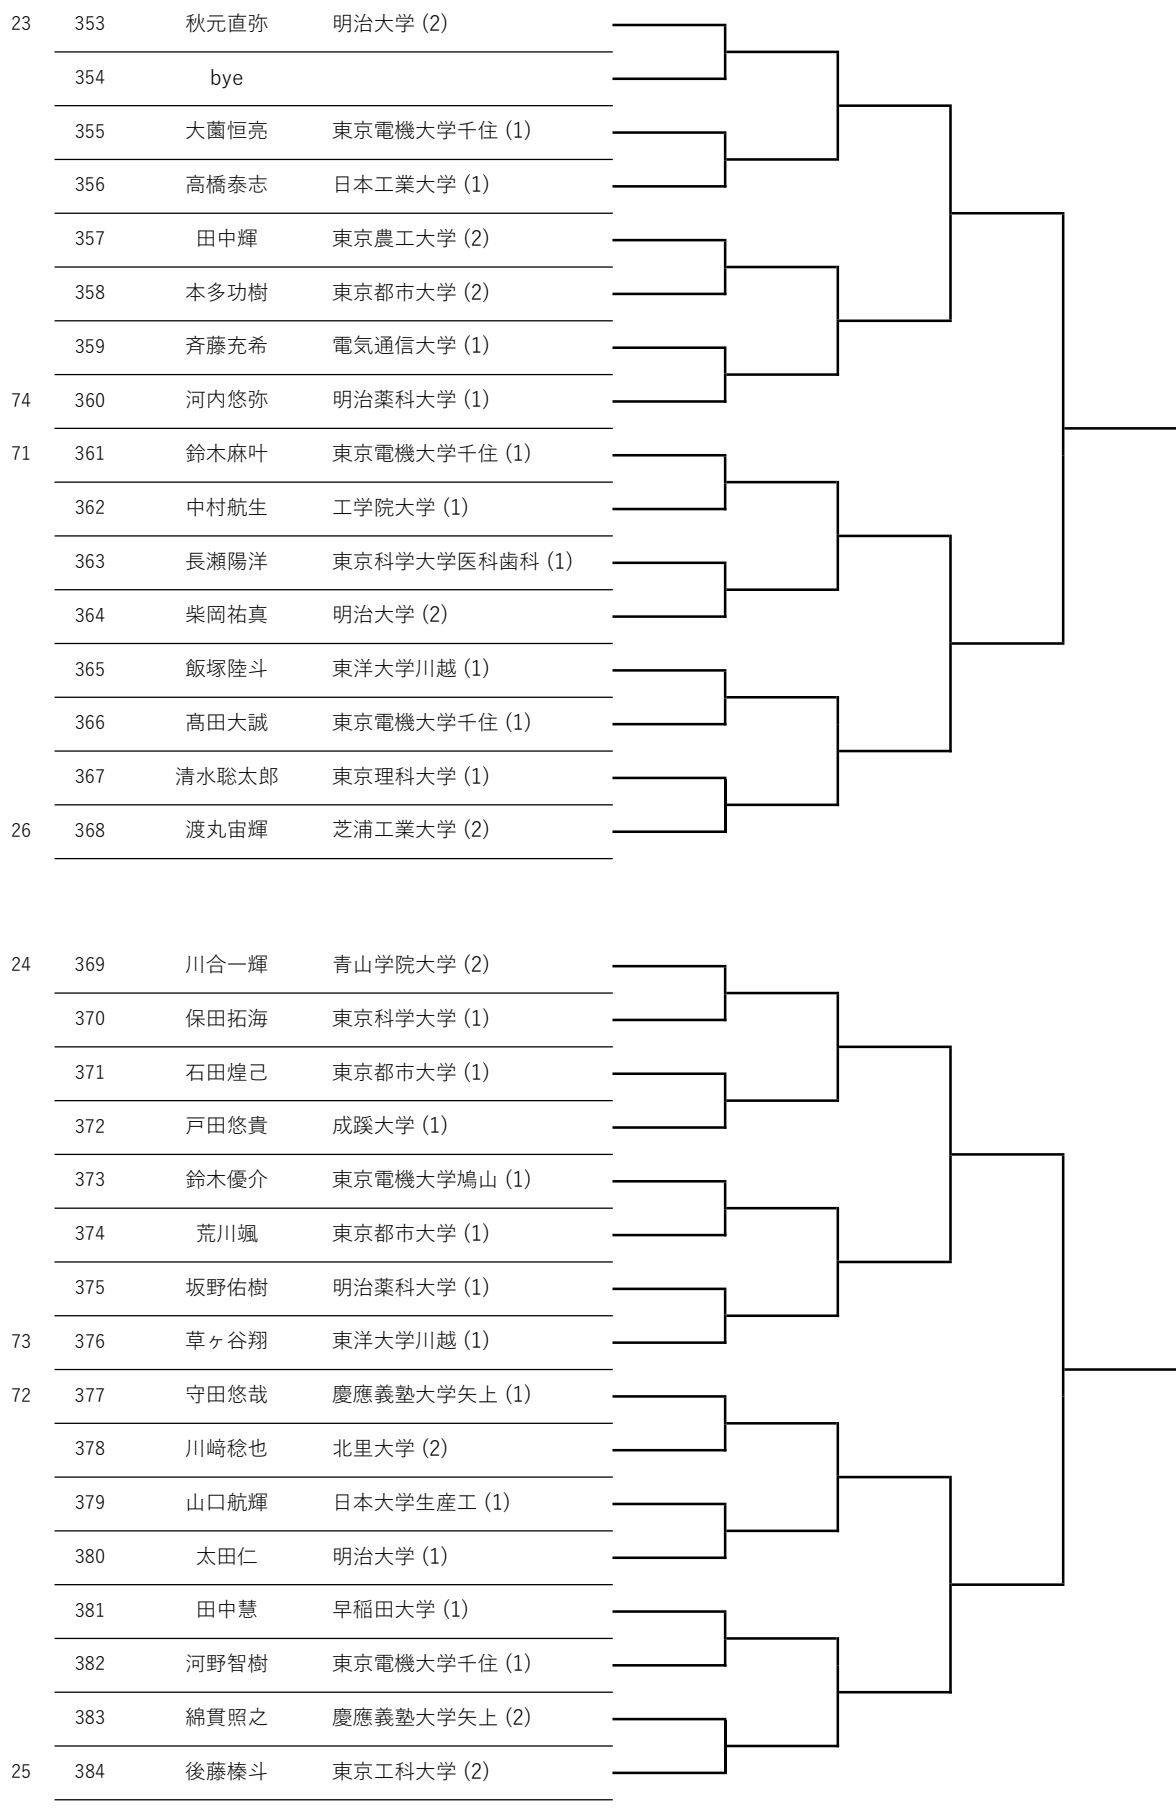 23 353 秋元直弥 明治大学 (2)
354 bye
355 大薗恒亮 東京電機大学千住 (1)
356 高橋泰志 日本工業大学 (1)
357 田中輝 東京農工大学 (2)
358 本多功樹 東京都市大学 (2)
359 斉藤充希 電気通信大学 (1)
74 360 河内悠弥 明治薬科大学 (1)
71 361 鈴木麻叶 東京電機大学千住 (1)
362 中村航生 工学院大学 (1)
363 長瀬陽洋 東京科学大学医科歯科 (1)
364 柴岡祐真 明治大学 (2)
365 飯塚陸斗 東洋大学川越 (1)
366 髙田大誠 東京電機大学千住 (1)
367 清水聡太郎 東京理科大学 (1)
26 368 渡丸宙輝 芝浦工業大学 (2)
24 369 川合一輝 青山学院大学 (2)
370 保田拓海 東京科学大学 (1)
371 石田煌己 東京都市大学 (1)
372 戸田悠貴 成蹊大学 (1)
373 鈴木優介 東京電機大学鳩山 (1)
374 荒川颯 東京都市大学 (1)
375 坂野佑樹 明治薬科大学 (1)
73 376 草ヶ谷翔 東洋大学川越 (1)
72 377 守田悠哉 慶應義塾大学矢上 (1)
378 川﨑稔也 北里大学 (2)
379 山口航輝 日本大学生産工 (1)
380 太田仁 明治大学 (1)
381 田中慧 早稲田大学 (1)
382 河野智樹 東京電機大学千住 (1)
383 綿貫照之 慶應義塾大学矢上 (2)
25 384 後藤榛斗 東京工科大学 (2)